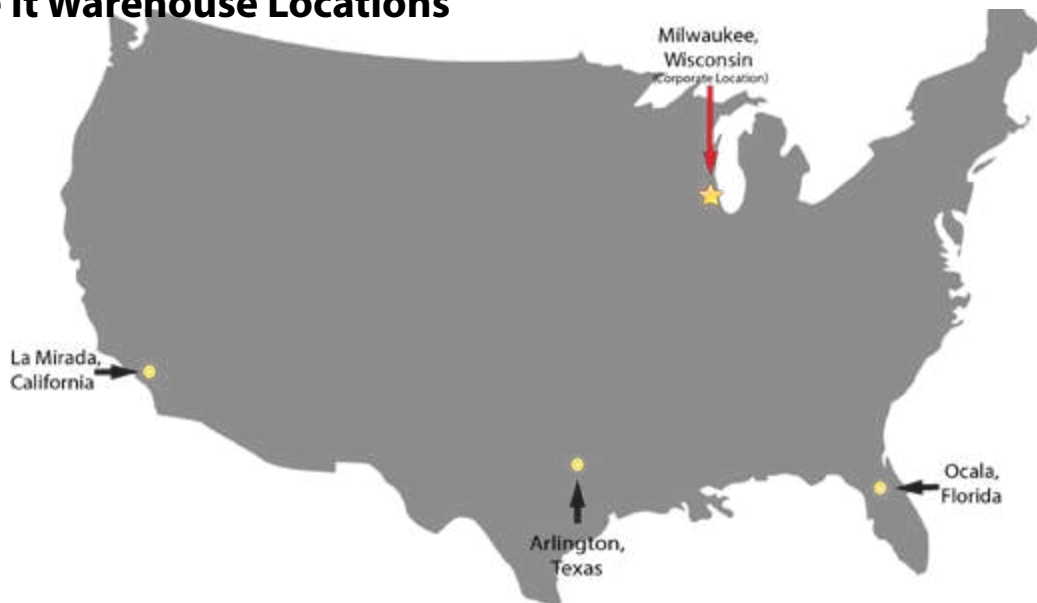 It Warehouse Locations
Milwaukee,
Wisconsin
(Corporate Location)
La Mirada,
California
Arlington,
Texas
Ocala,
Florida